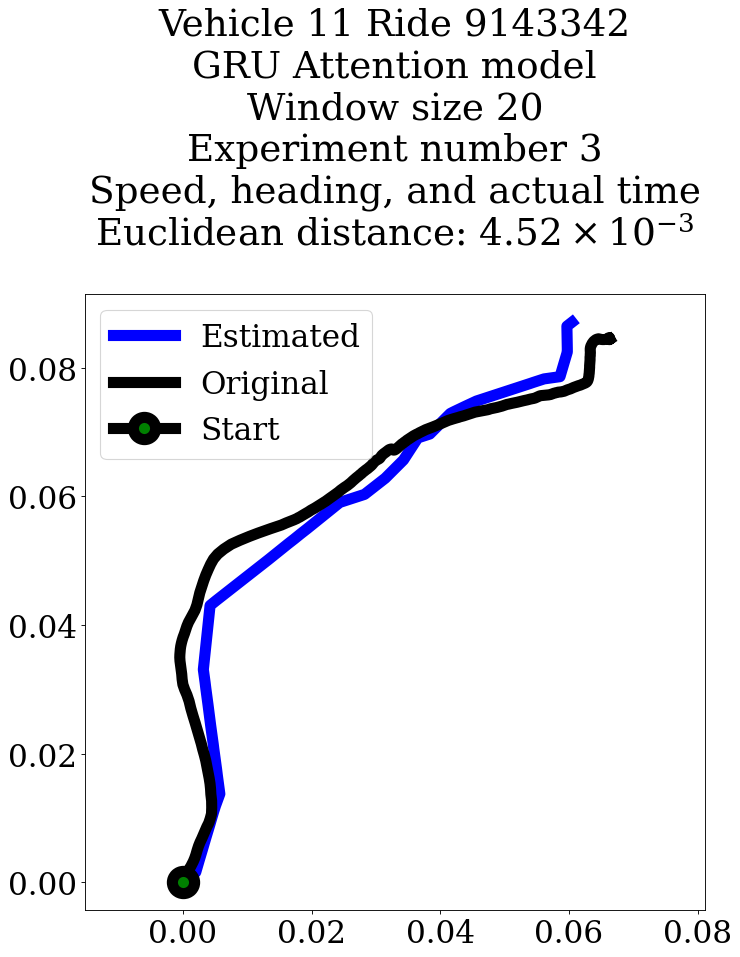 Vehicle 11 Ride 9143342
GRU Attention model
Window size 20
Experiment number 3
Speed, heading, and actual time
Euclidean distance: 4.52 × 10⁻³
Estimated
Original
Start
0.08
0.06
0.04
0.02
0.00
0.00 0.02 0.04 0.06 0.08